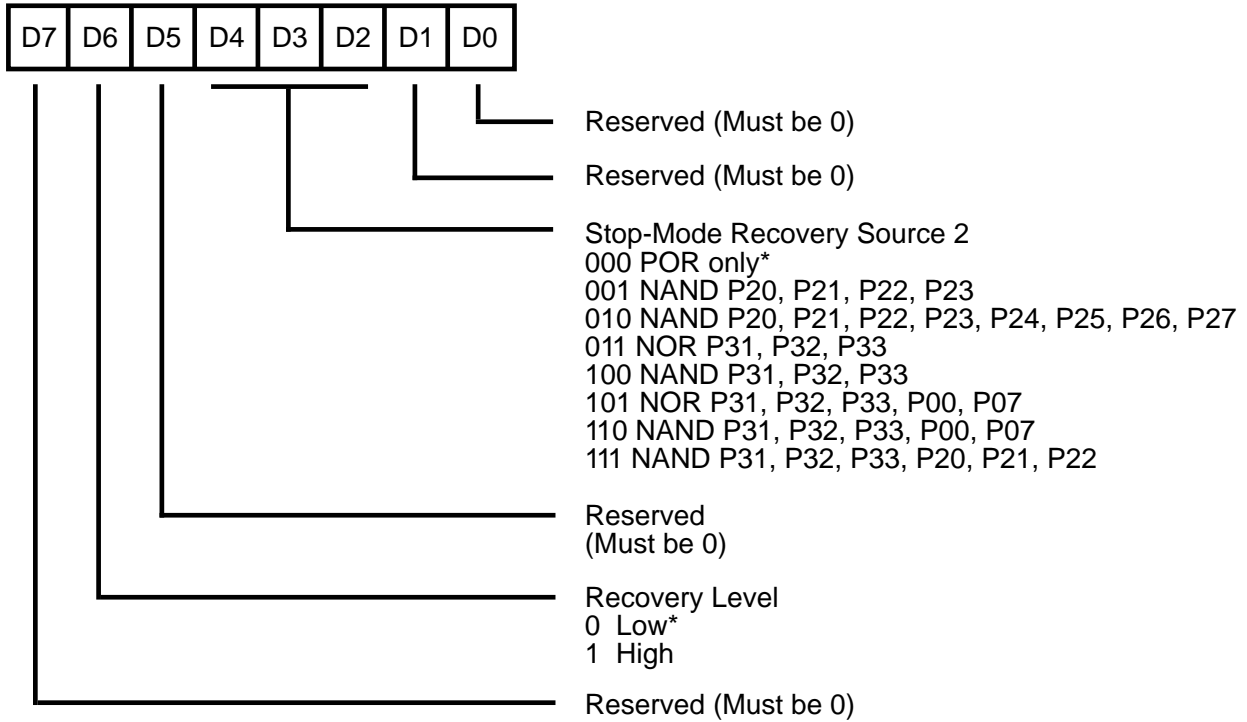 D7 D6 D5 D4 D3 D2 D1 D0
Reserved (Must be 0)
Reserved (Must be 0)
Stop-Mode Recovery Source 2
000 POR only*
001 NAND P20, P21, P22, P23
010 NAND P20, P21, P22, P23, P24, P25, P26, P27
011 NOR P31, P32, P33
100 NAND P31, P32, P33
101 NOR P31, P32, P33, P00, P07
110 NAND P31, P32, P33, P00, P07
111 NAND P31, P32, P33, P20, P21, P22
Reserved
(Must be 0)
Recovery Level
0 Low*
1 High
Reserved (Must be 0)